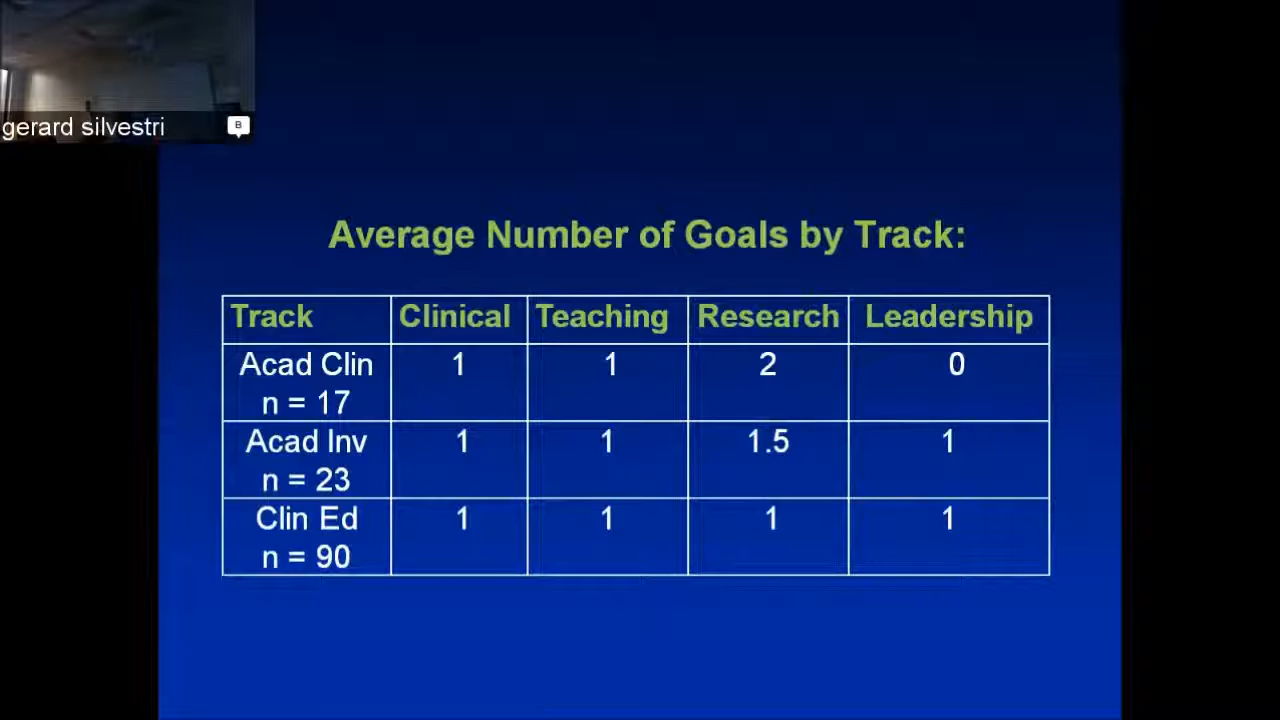 gerard silvestri
B
Average Number of Goals by Track:
Track Clinical Teaching Research Leadership
Acad Clin 1 1 2 0
n = 17
Acad Inv 1 1 1.5 1
n = 23
Clin Ed 1 1 1 1
n = 90